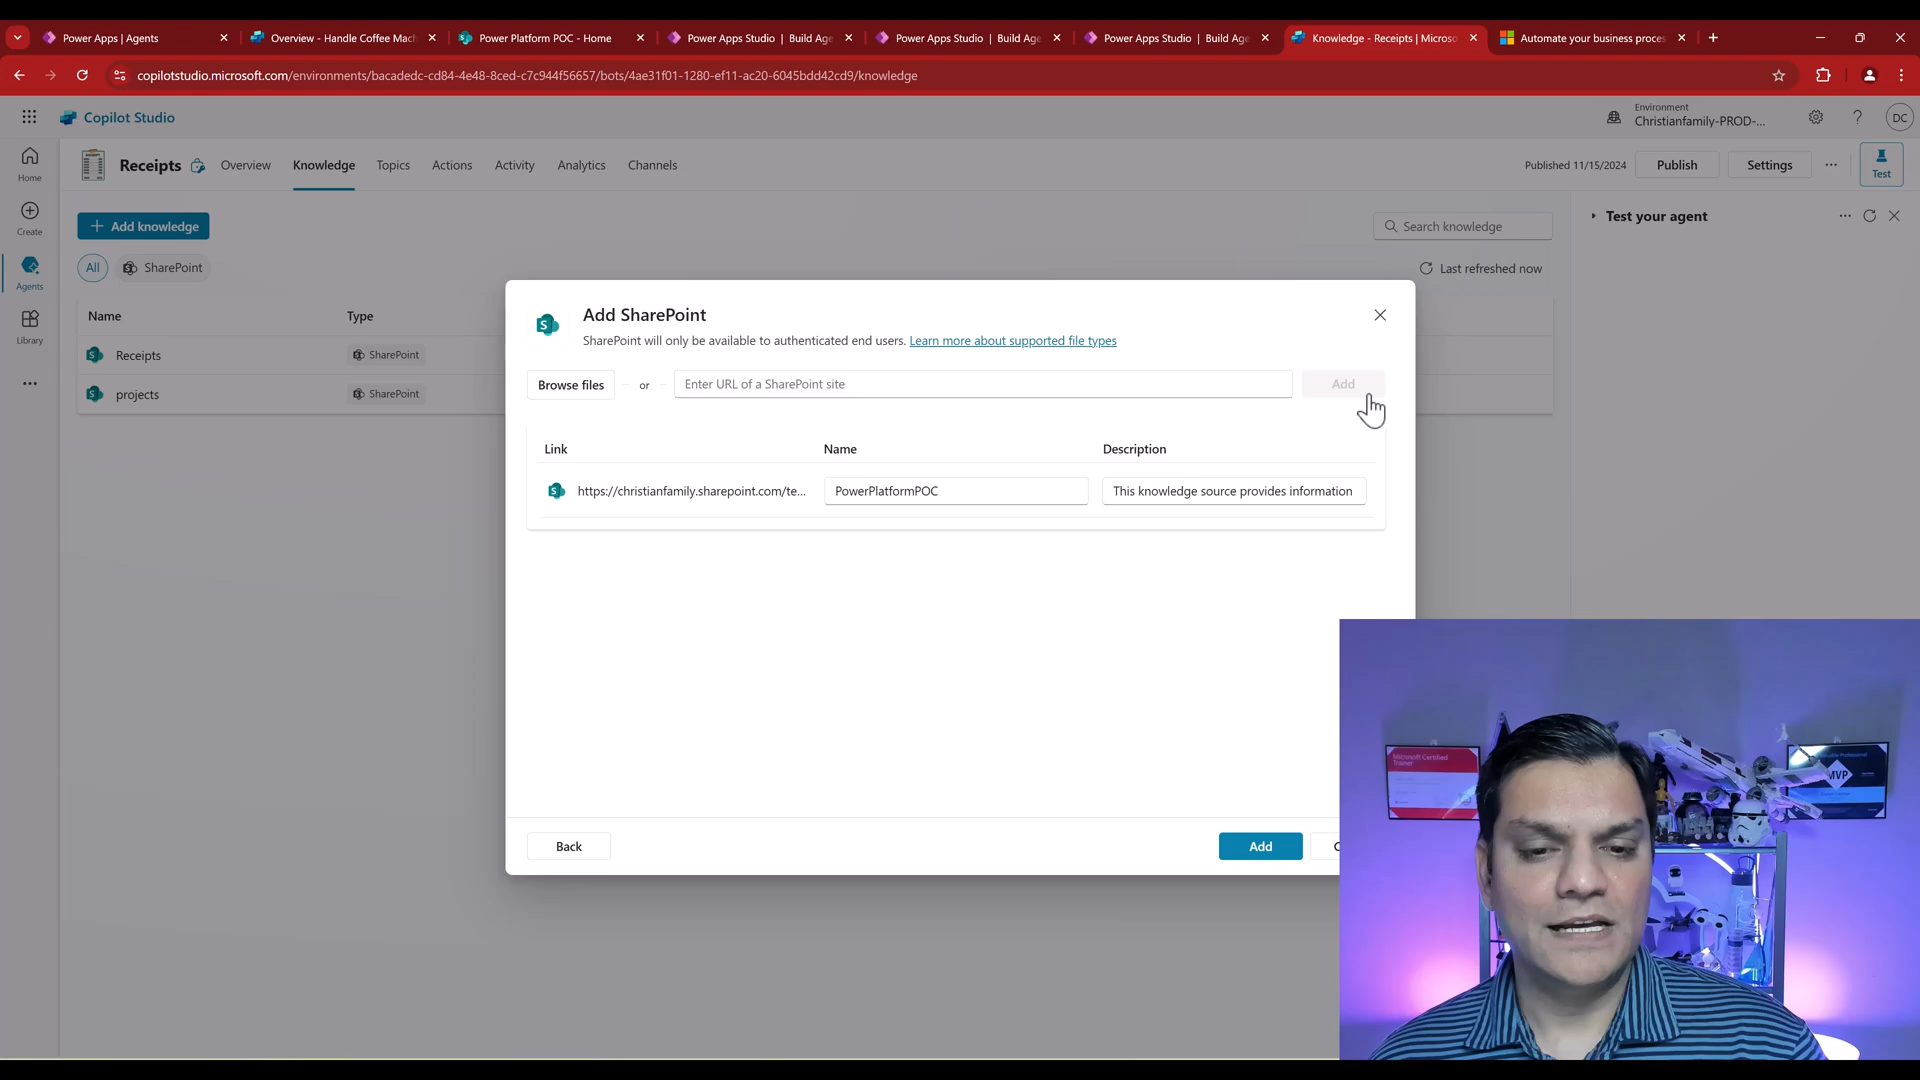 Power Apps | Agents
Overview - Handle Coffee Mach
Power Platform POC - Home
Power Apps Studio | Build Age
Power Apps Studio | Build Age
Power Apps Studio | Build Age
Knowledge - Receipts | Microso
Automate your business proces
copilotstudio.microsoft.com/environments/bacadedc-cd84-4e48-8ced-c7c944f56657/bots/4ae31f01-1280-ef11-ac20-6045bdd42cd9/knowledge
Copilot Studio
Environment
Christianfamily-PROD-...
DC
Home
Create
Agents
Library
Receipts
Overview
Knowledge
Topics
Actions
Activity
Analytics
Channels
Published 11/15/2024
Publish
Settings
Test
Add knowledge
Search knowledge
Test your agent
All
SharePoint
Last refreshed now
Name
Type
Receipts
SharePoint
projects
SharePoint
Add SharePoint
SharePoint will only be available to authenticated end users. Learn more about supported file types
Browse files
or
Enter URL of a SharePoint site
Add
Link
Name
Description
https://christianfamily.sharepoint.com/te...
PowerPlatformPOC
This knowledge source provides information
Back
Add
Microsoft Certified
Trainer
MVP